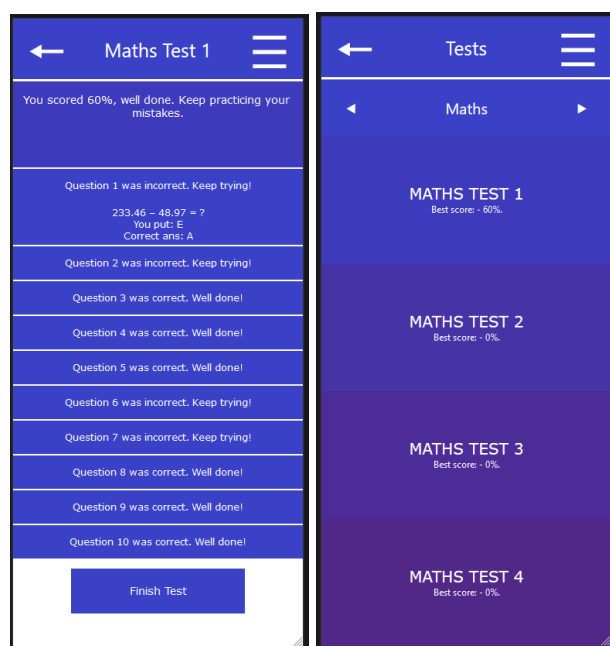 Maths Test 1
You scored 60%, well done. Keep practicing your
mistakes.
Question 1 was incorrect. Keep trying!
233.46 – 48.97 = ?
You put: E
Correct ans: A
Question 2 was incorrect. Keep trying!
Question 3 was correct. Well done!
Question 4 was correct. Well done!
Question 5 was correct. Well done!
Question 6 was incorrect. Keep trying!
Question 7 was incorrect. Keep trying!
Question 8 was correct. Well done!
Question 9 was correct. Well done!
Question 10 was correct. Well done!
Finish Test
Tests
Maths
MATHS TEST 1
Best score: - 60%.
MATHS TEST 2
Best score: - 0%.
MATHS TEST 3
Best score: - 0%.
MATHS TEST 4
Best score: - 0%.